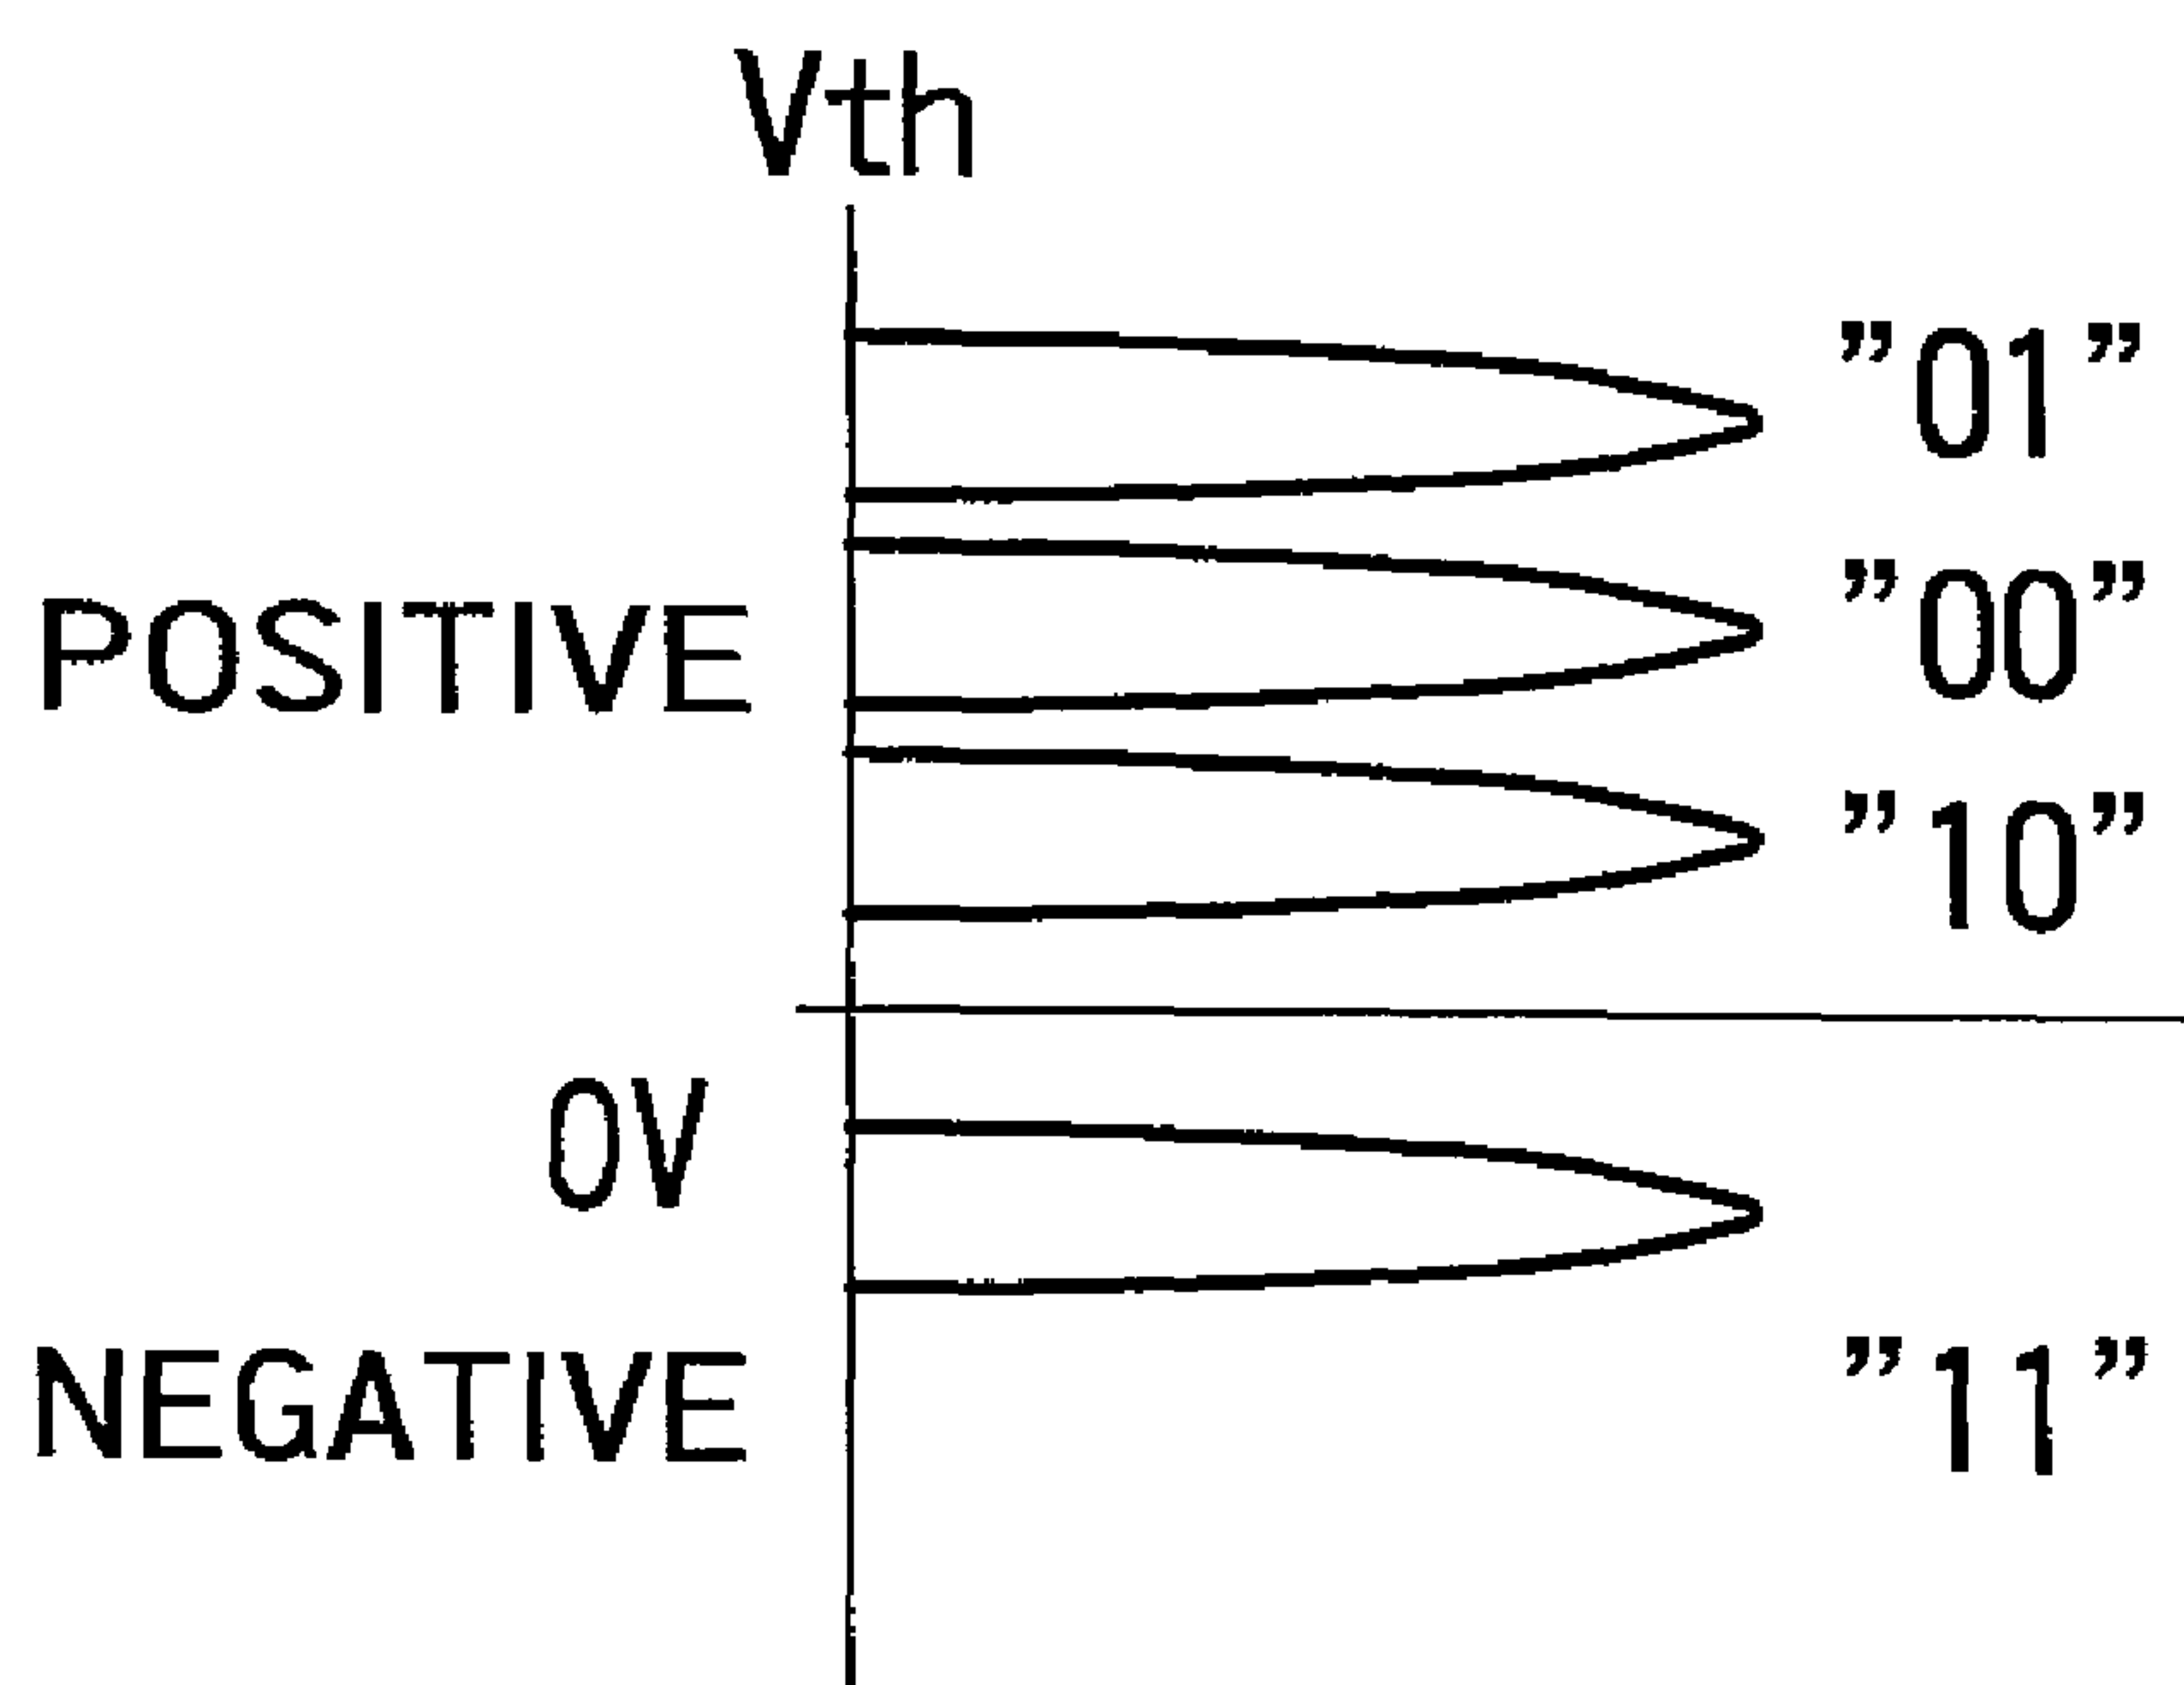 Vth
”01”
POSITIVE ”00”
”10”
0V
NEGATIVE ”11”